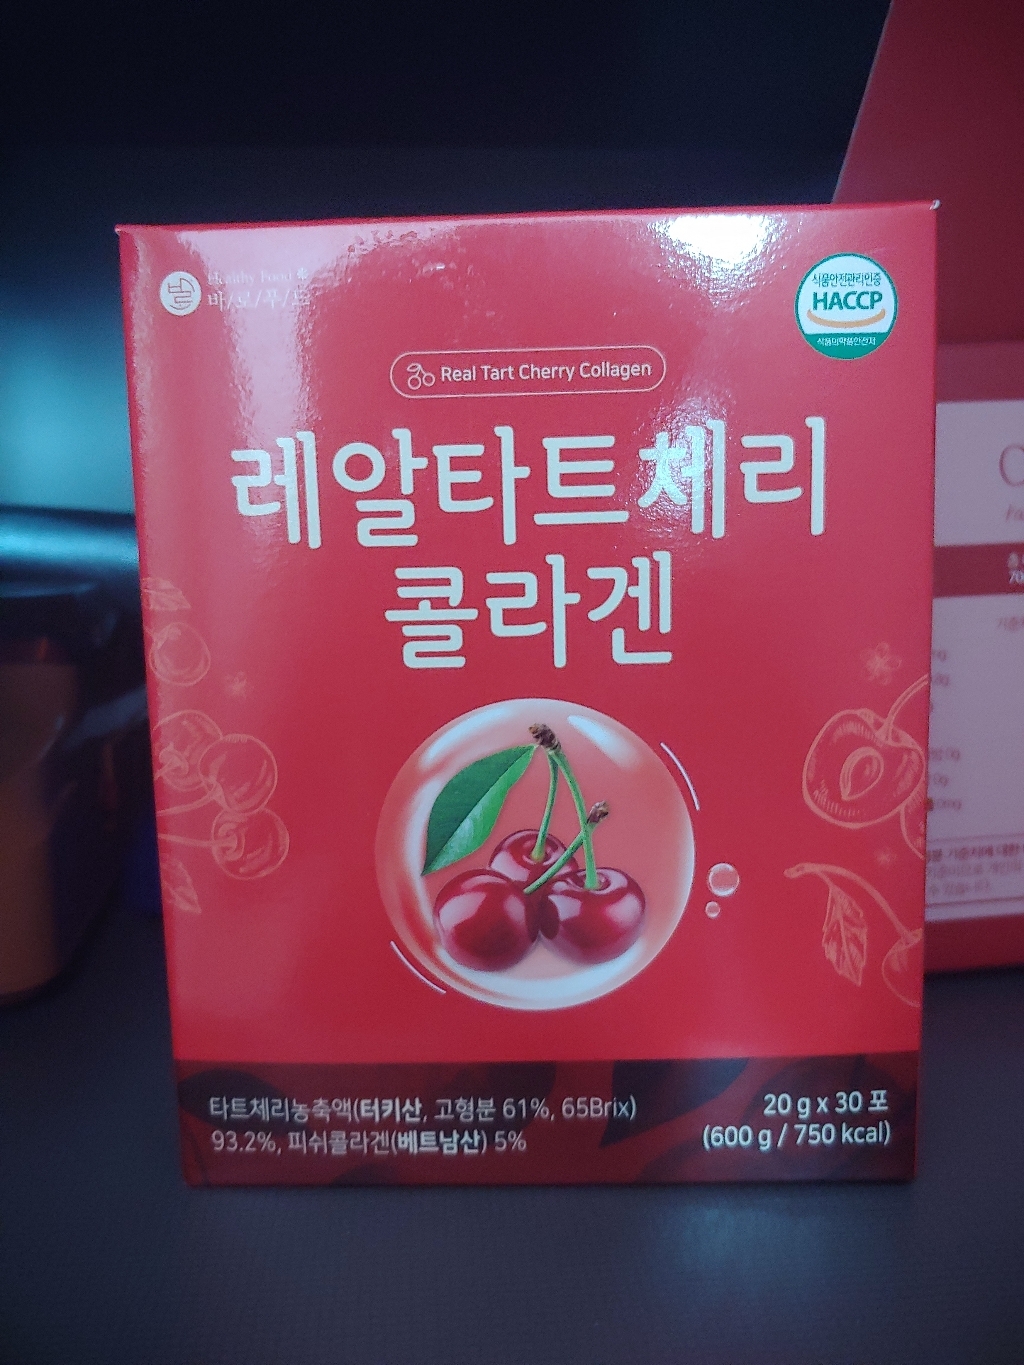 Healthy Food
바/로/푸/드
식품안전관리인증
HACCP
식품의약품안전처
Real Tart Cherry Collagen
레알타트체리
콜라겐
타트체리농축액(터키산, 고형분 61%, 65Brix)
93.2%, 피쉬콜라겐(베트남산) 5%
20 g x 30 포
(600 g / 750 kcal)